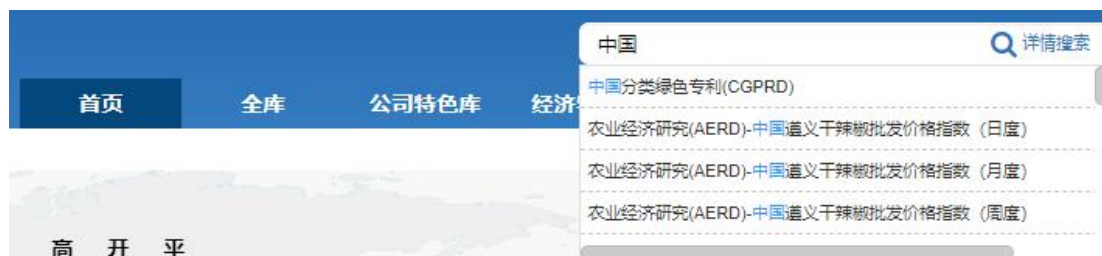 中国
详情搜索
中国分类绿色专利(CGPRD)
首页 全库 公司特色库 经济
农业经济研究(AERD)-中国遵义干辣椒批发价格指数（日度）
农业经济研究(AERD)-中国遵义干辣椒批发价格指数（月度）
农业经济研究(AERD)-中国遵义干辣椒批发价格指数（周度）
高 开 平